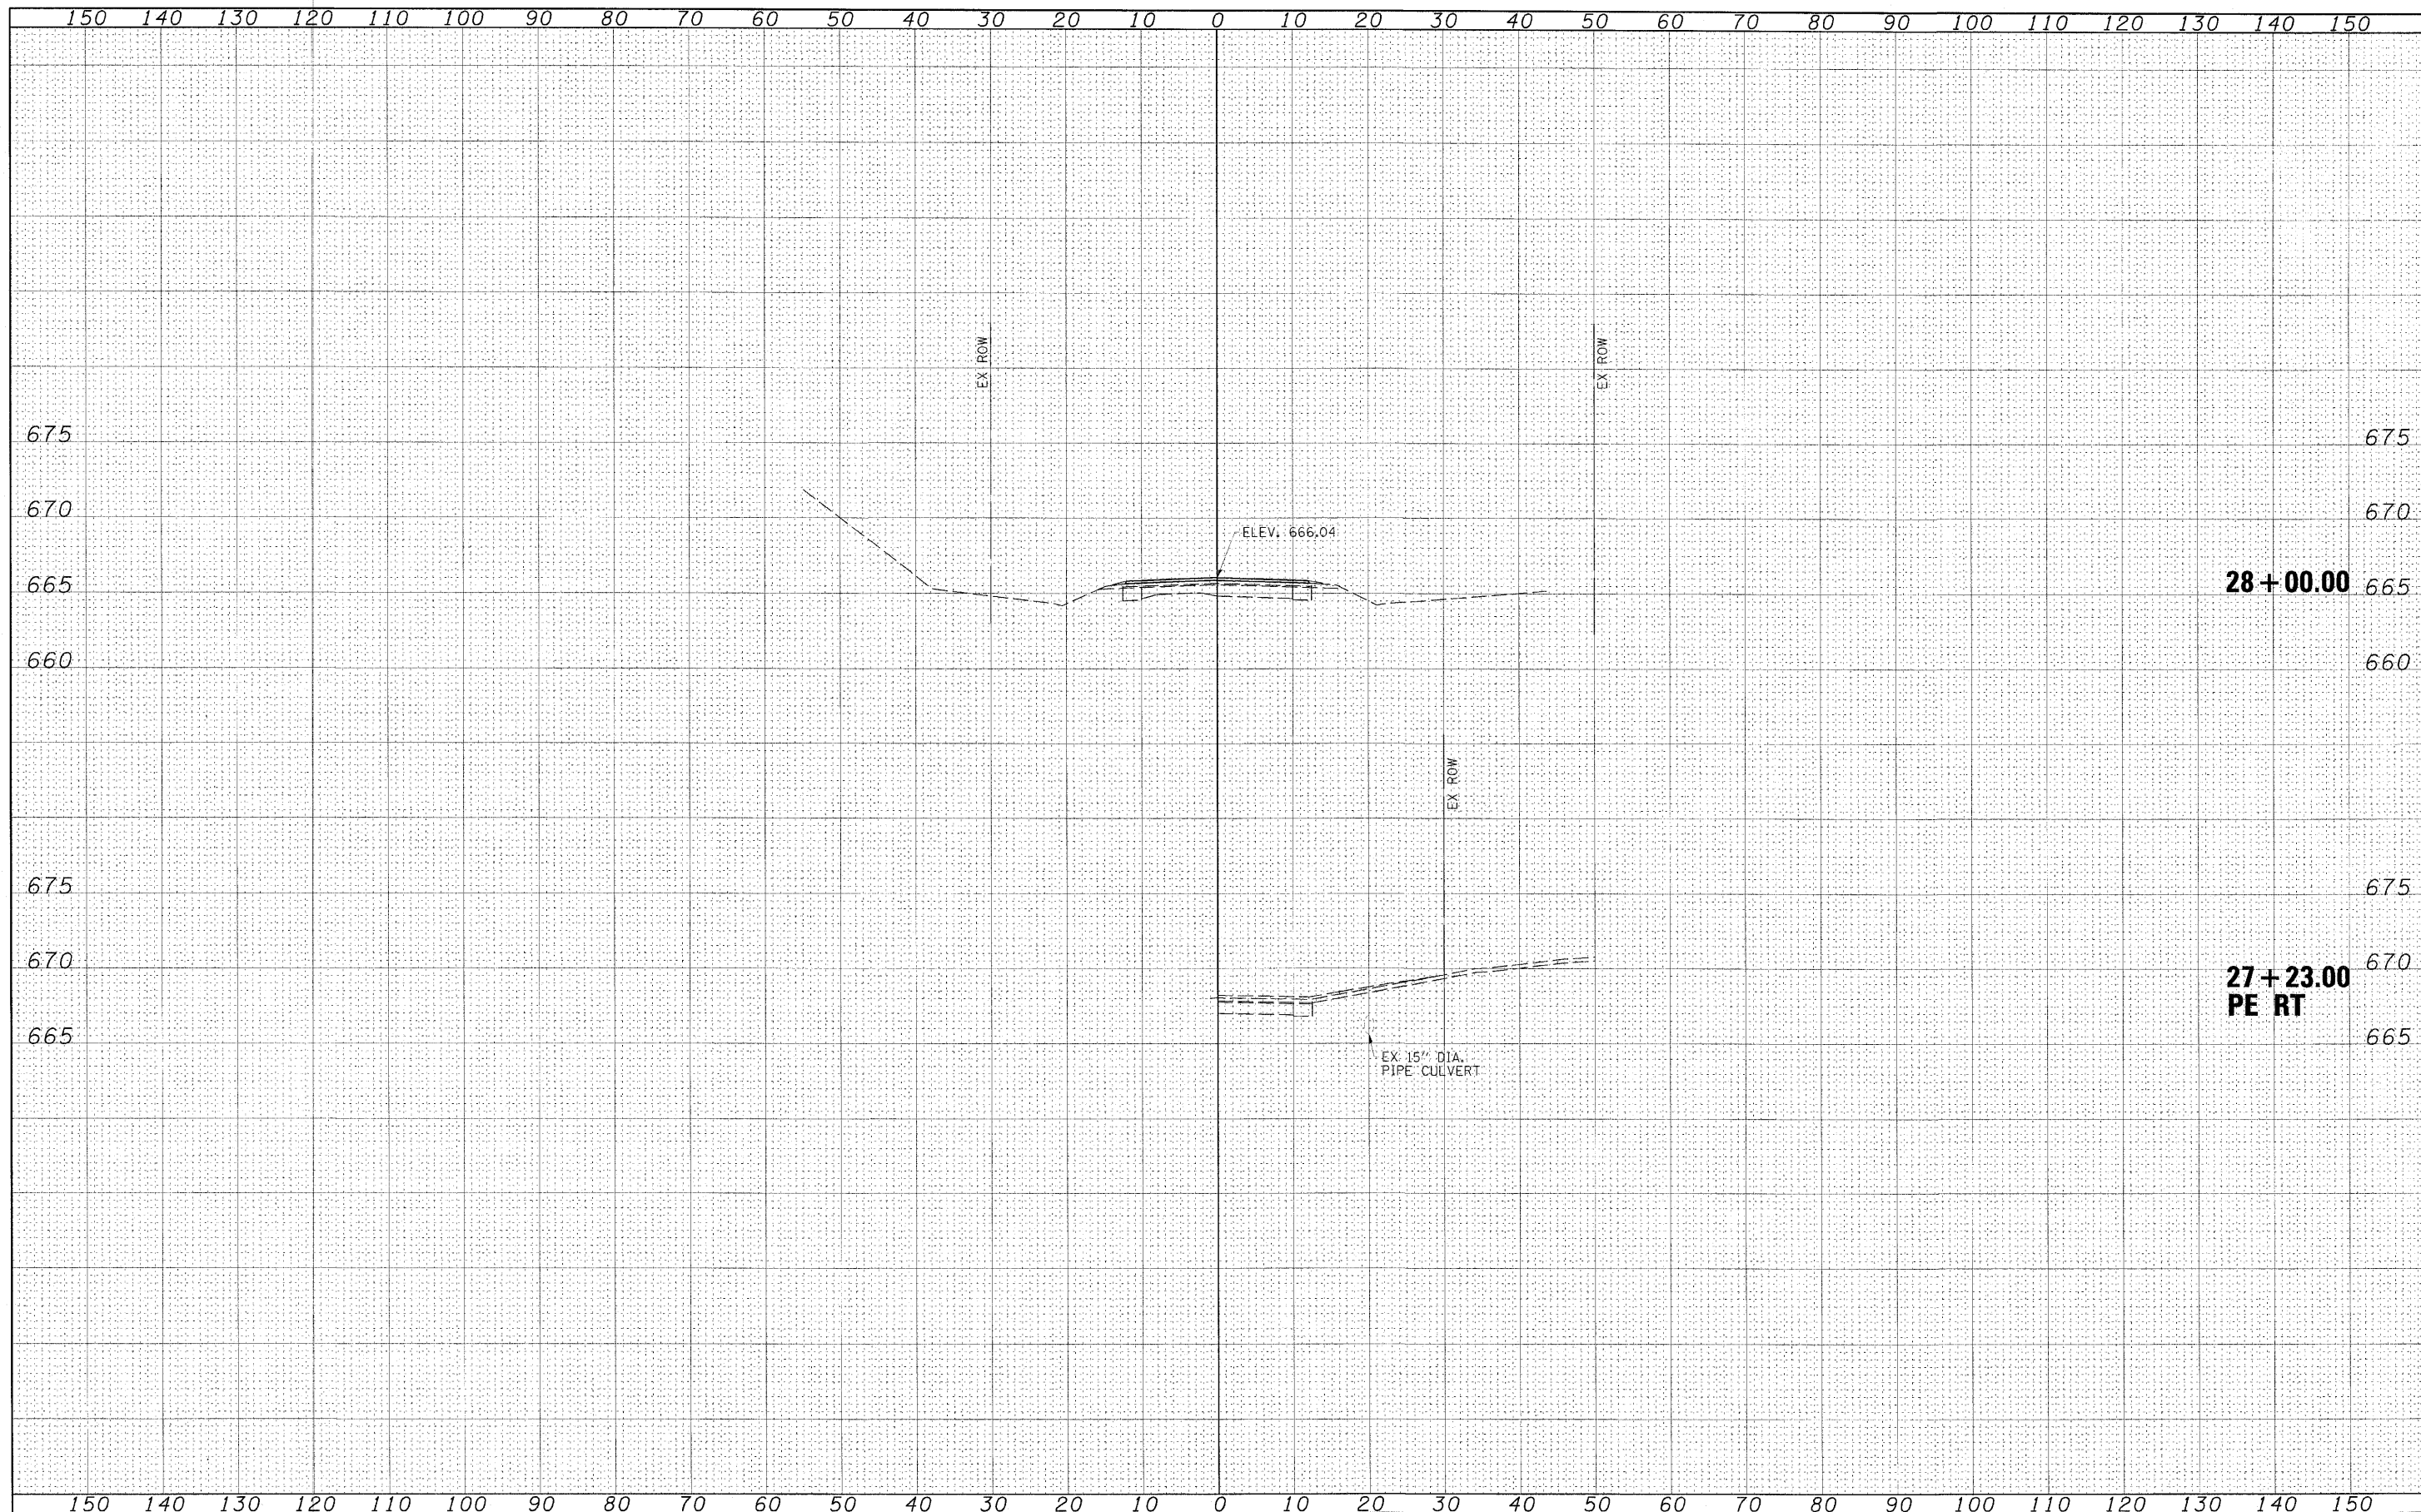 150 140 130 120 110 100 90 80 70 60 50 40 30 20 10 0 10 20 30 40 50 60 70 80 90 100 110 120 130 140 150
EX ROW
EX ROW
675 675
670 670
ELEV. 666.04
665 28+00.00 665
660 660
EX ROW
675 675
670 670
27+23.00
PE RT
665 665
EX 15" DIA.
PIPE CULVERT
150 140 130 120 110 100 90 80 70 60 50 40 30 20 10 0 10 20 30 40 50 60 70 80 90 100 110 120 130 140 150